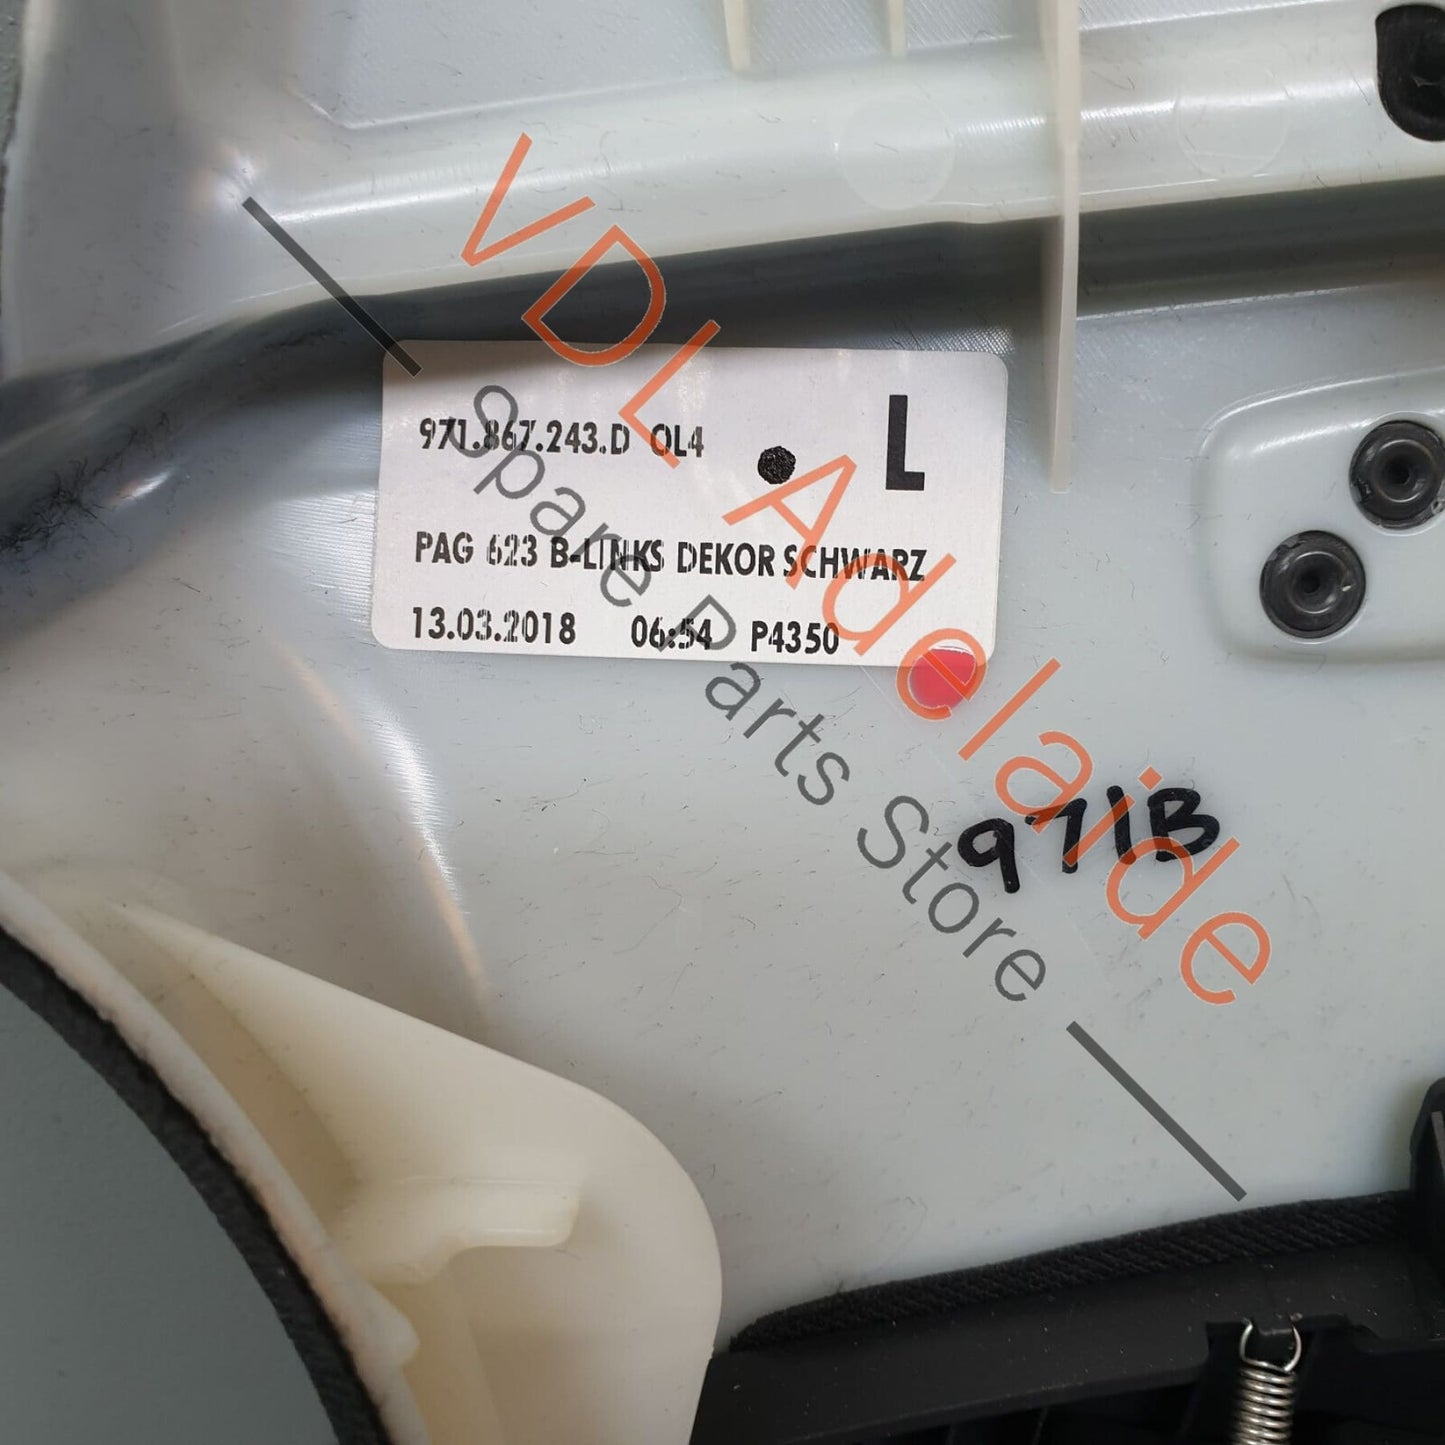 971.867.243.D OL4
L
PAG 623 B-LINKS DEKOR SCHWARZ
13.03.2018 06:54 P4350
971B
VDL Adelaide
Spare Parts Store